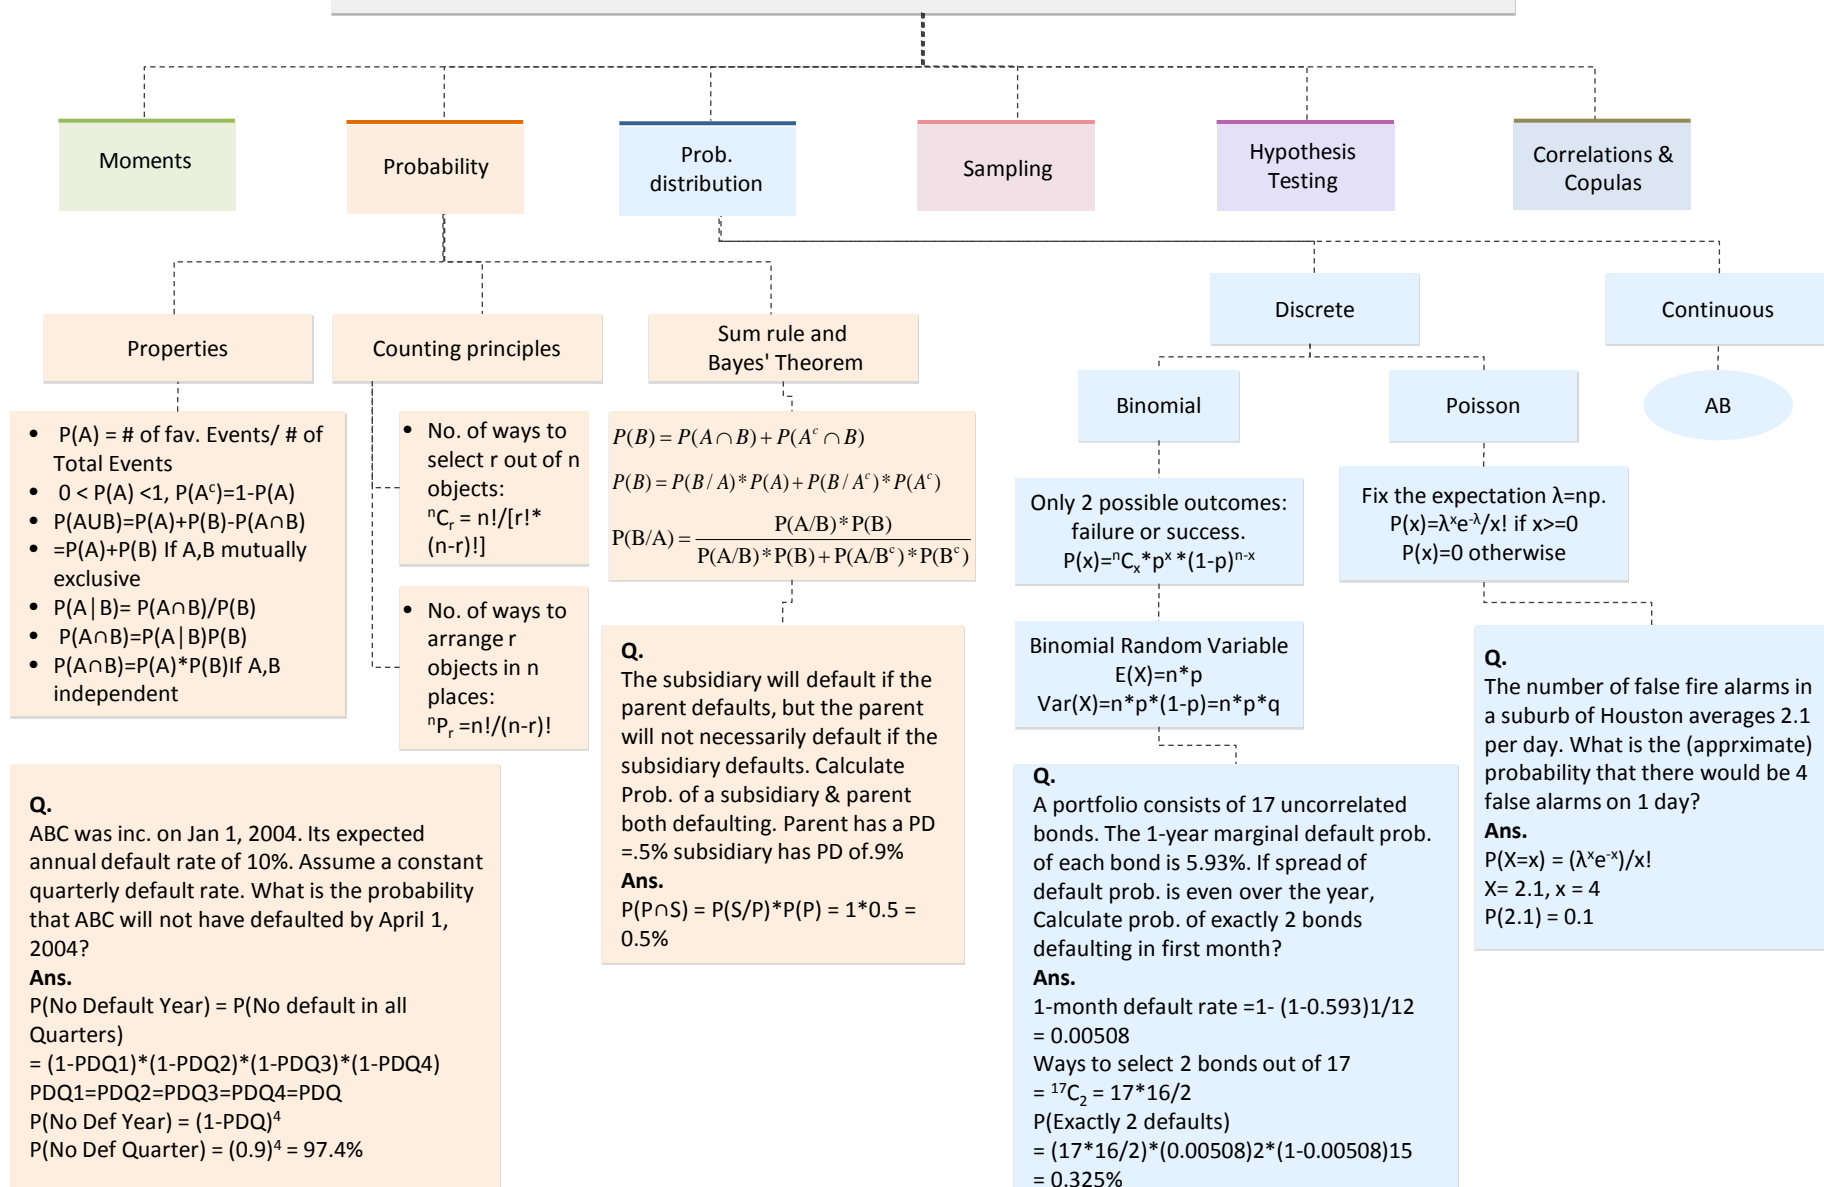 Moments
Probability
Prob.
distribution
Sampling
Hypothesis
Testing
Correlations &
Copulas
Properties
Counting principles
Sum rule and
Bayes' Theorem
Discrete
Continuous
Binomial
Poisson
AB
• P(A) = # of fav. Events/ # of
Total Events
• 0 < P(A) <1, P(Aᶜ)=1-P(A)
• P(AUB)=P(A)+P(B)-P(A∩B)
• =P(A)+P(B) If A,B mutually
exclusive
• P(A|B)= P(A∩B)/P(B)
• P(A∩B)=P(A|B)P(B)
• P(A∩B)=P(A)*P(B)If A,B
independent
• No. of ways to
select r out of n
objects:
ⁿCᵣ = n!/[r!*
(n-r)!]
• No. of ways to
arrange r
objects in n
places:
ⁿPᵣ =n!/(n-r)!
P(B) = P(A∩B) + P(Aᶜ∩B)
P(B) = P(B/A)*P(A) + P(B/Aᶜ)*P(Aᶜ)
P(B/A) = P(A/B)*P(B)
P(A/B)*P(B)+P(A/Bᶜ)*P(Bᶜ)
Only 2 possible outcomes:
failure or success.
P(x)=ⁿCₓ*pˣ*(1-p)ⁿ⁻ˣ
Fix the expectation λ=np.
P(x)=λˣe^-λ/x! if x>=0
P(x)=0 otherwise
Binomial Random Variable
E(X)=n*p
Var(X)=n*p*(1-p)=n*p*q
Q.
ABC was inc. on Jan 1, 2004. Its expected
annual default rate of 10%. Assume a constant
quarterly default rate. What is the probability
that ABC will not have defaulted by April 1,
2004?
Ans.
P(No Default Year) = P(No default in all
Quarters)
= (1-PDQ1)*(1-PDQ2)*(1-PDQ3)*(1-PDQ4)
PDQ1=PDQ2=PDQ3=PDQ4=PDQ
P(No Def Year) = (1-PDQ)⁴
P(No Def Quarter) = (0.9)⁴ = 97.4%
Q.
The subsidiary will default if the
parent defaults, but the parent
will not necessarily default if the
subsidiary defaults. Calculate
Prob. of a subsidiary & parent
both defaulting. Parent has a PD
=.5% subsidiary has PD of.9%
Ans.
P(P∩S) = P(S/P)*P(P) = 1*0.5 =
0.5%
Q.
A portfolio consists of 17 uncorrelated
bonds. The 1-year marginal default prob.
of each bond is 5.93%. If spread of
default prob. is even over the year,
Calculate prob. of exactly 2 bonds
defaulting in first month?
Ans.
1-month default rate =1- (1-0.593)1/12
= 0.00508
Ways to select 2 bonds out of 17
= ¹⁷C₂ = 17*16/2
P(Exactly 2 defaults)
= (17*16/2)*(0.00508)2*(1-0.00508)15
= 0.325%
Q.
The number of false fire alarms in
a suburb of Houston averages 2.1
per day. What is the (apprximate)
probability that there would be 4
false alarms on 1 day?
Ans.
P(X=x) = (λˣe⁻ˣ)/x!
X= 2.1, x = 4
P(2.1) = 0.1